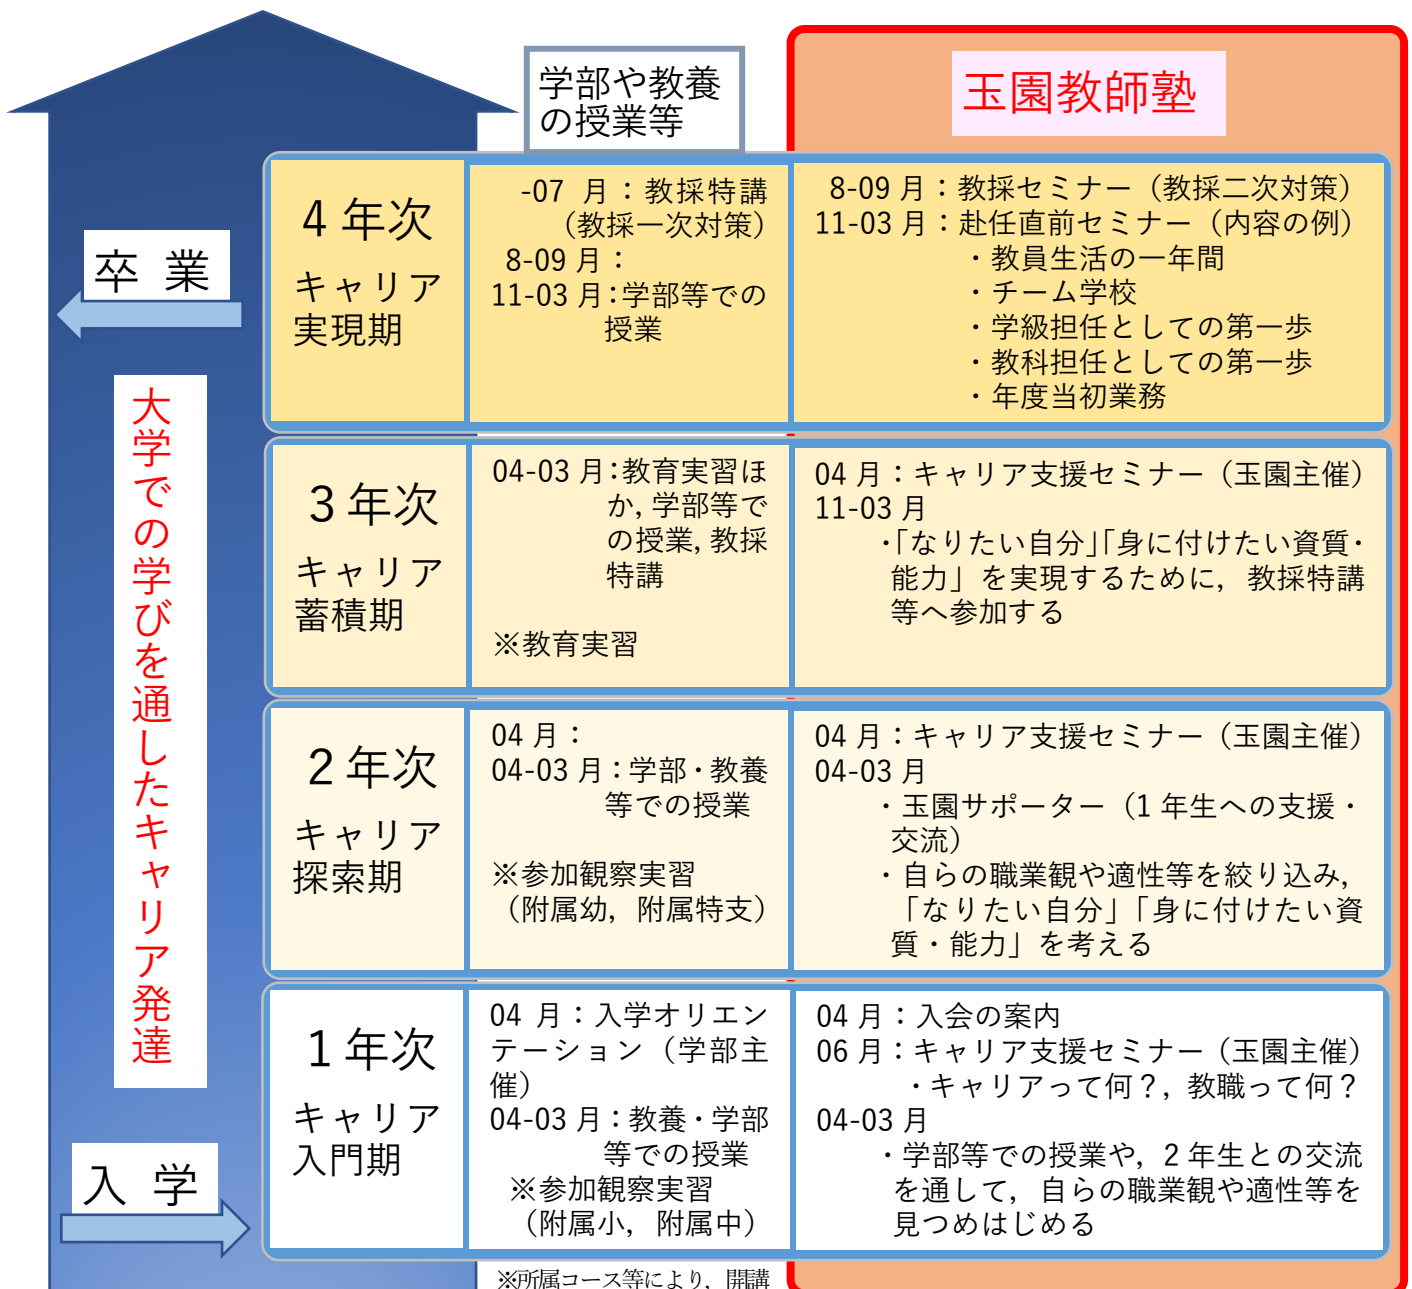 学部や教養
の授業等
玉園教師塾
卒 業
大学での学びを通したキャリア発達
入 学
4年次
キャリア
実現期
-07 月：教採特講
（教採一次対策）
8-09 月：
11-03 月：学部等での
授業
8-09 月：教採セミナー（教採二次対策）
11-03 月：赴任直前セミナー（内容の例）
・教員生活の一年間
・チーム学校
・学級担任としての第一歩
・教科担任としての第一歩
・年度当初業務
3年次
キャリア
蓄積期
04-03 月：教育実習ほ
か，学部等で
の授業，教採
特講
※教育実習
04 月：キャリア支援セミナー（玉園主催）
11-03 月
・「なりたい自分」「身に付けたい資質・
能力」を実現するために，教採特講
等へ参加する
2年次
キャリア
探索期
04 月：
04-03 月：学部・教養
等での授業
※参加観察実習
（附属幼，附属特支）
04 月：キャリア支援セミナー（玉園主催）
04-03 月
・玉園サポーター（1 年生への支援・
交流）
・自らの職業観や適性等を絞り込み，
「なりたい自分」「身に付けたい資
質・能力」を考える
1年次
キャリア
入門期
04 月：入学オリエン
テーション（学部主
催）
04-03 月：教養・学部
等での授業
※参加観察実習
（附属小，附属中）
04 月：入会の案内
06 月：キャリア支援セミナー（玉園主催）
・キャリアって何？，教職って何？
04-03 月
・学部等での授業や，2 年生との交流
を通して，自らの職業観や適性等を
見つめはじめる
※所属コース等により，開講